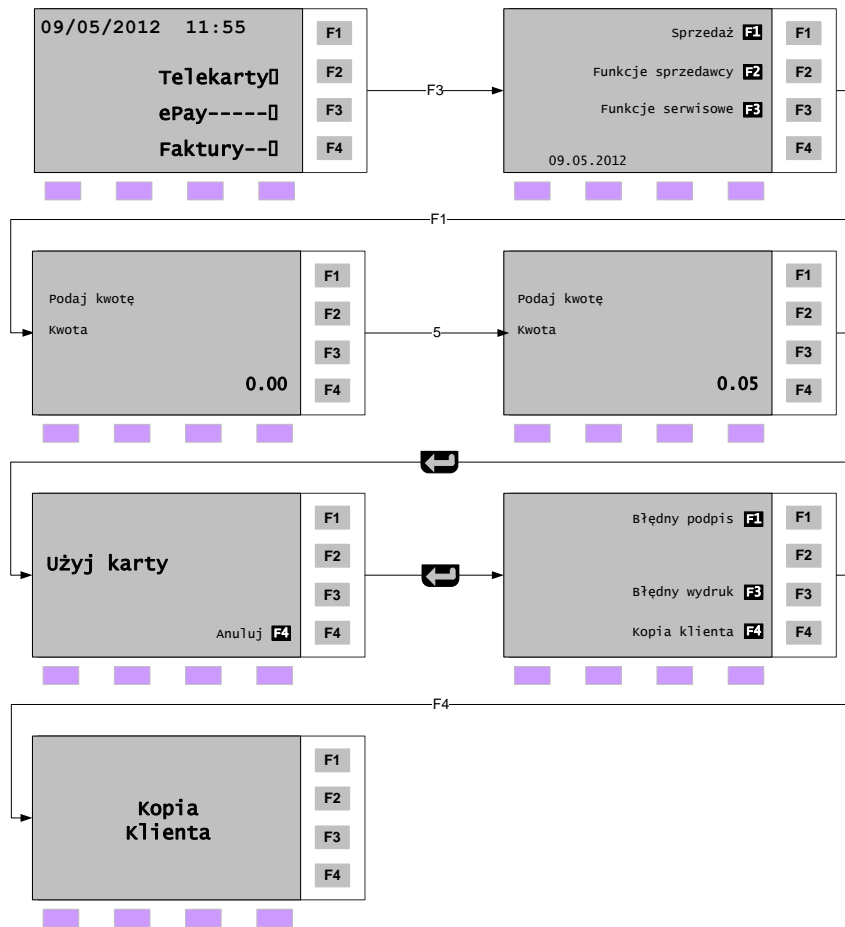 09/05/2012 11:55
Telekarty▯
ePay-----▯
Faktury--▯
F1
F2
F3
F4
F3
Sprzedaż F1
Funkcje sprzedawcy F2
Funkcje serwisowe F3
09.05.2012
F1
F2
F3
F4
F1
Podaj kwotę
Kwota
0.00
F1
F2
F3
F4
5
Podaj kwotę
Kwota
0.05
F1
F2
F3
F4
Użyj karty
Anuluj F4
F1
F2
F3
F4
Błędny podpis F1
Błędny wydruk F3
Kopia klienta F4
F1
F2
F3
F4
F4
Kopia
Klienta
F1
F2
F3
F4